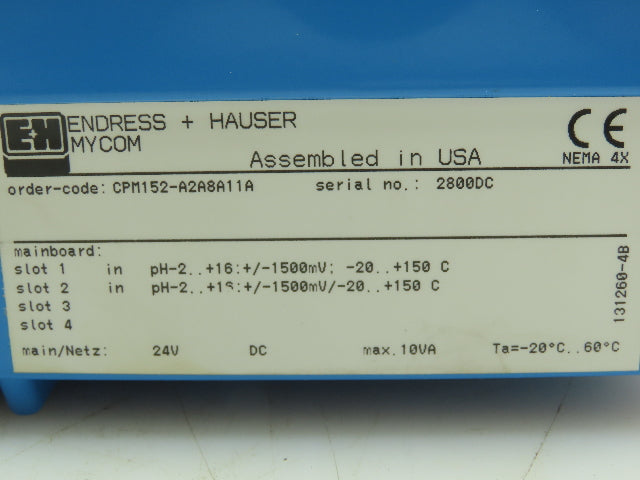 E+H
ENDRESS + HAUSER
MYCOM
Assembled in USA
CE
NEMA 4X
order-code: CPM152-A2A8A11A serial no.: 2800DC
mainboard:
slot 1 in pH-2..+16:+/-1500mV: -20..+150 C
slot 2 in pH-2..+16:+/-1500mV/-20..+150 C
slot 3
slot 4
main/Netz: 24V DC max.10VA Ta=-20°C..60°C
131260-4B